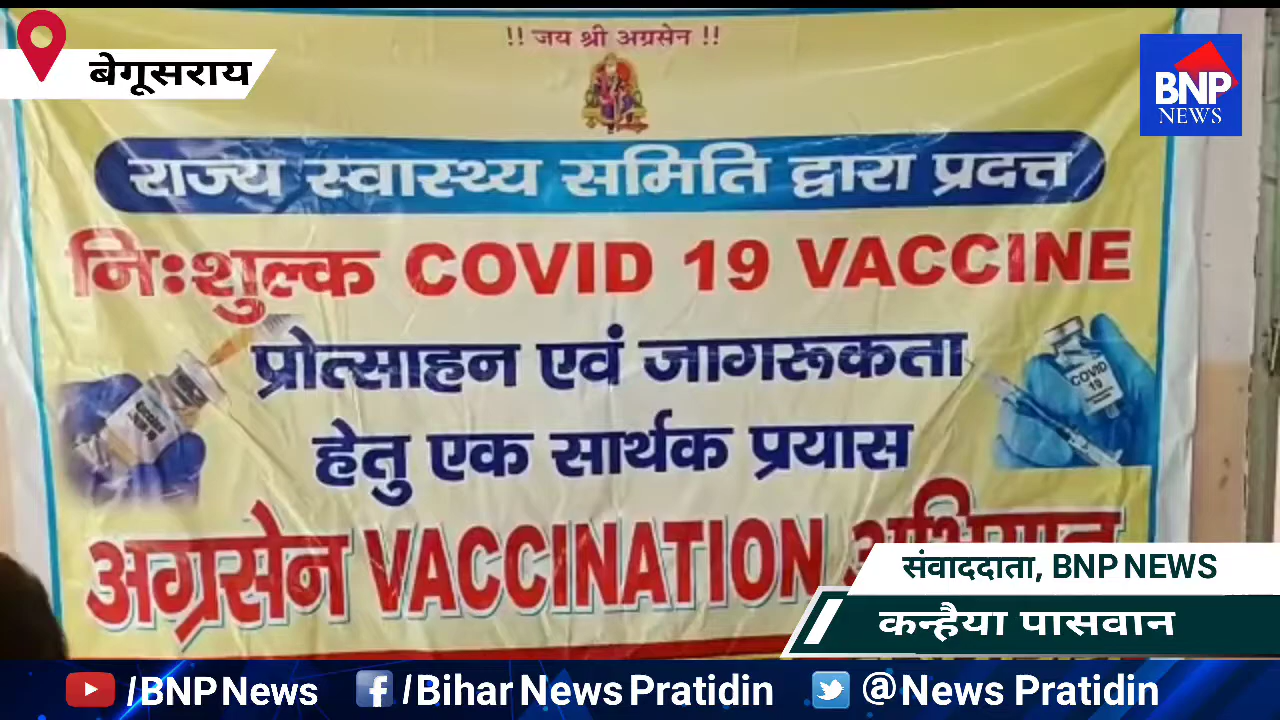 बेगूसराय
!! जय श्री अग्रसेन !!
BNP
NEWS
राज्य स्वास्थ्य समिति द्वारा प्रदत्त
निःशुल्क COVID 19 VACCINE
प्रोत्साहन एवं जागरूकता
COVID
19
हेतु एक सार्थक प्रयास
अग्रसेन VACCINATION अभियान
संवाददाता, BNP NEWS
कन्हैया पासवान
/BNP News
/Bihar News Pratidin
@News Pratidin